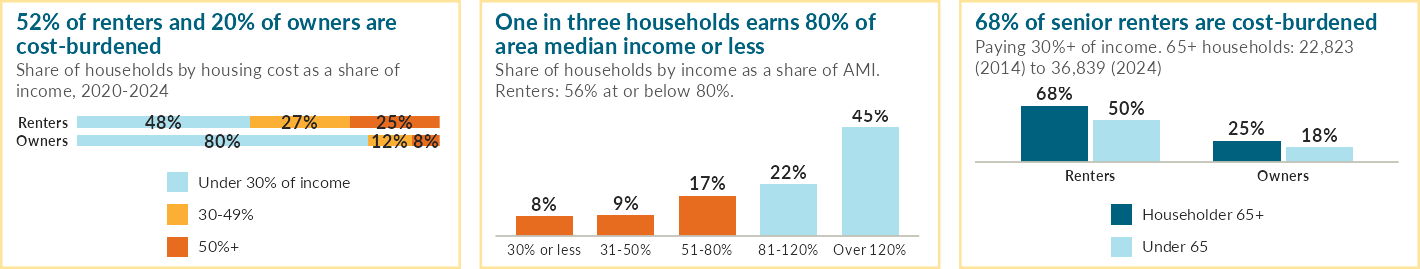 52% of renters and 20% of owners are
cost-burdened
Share of households by housing cost as a share of
income, 2020-2024
Renters 48% 27% 25%
Owners 80% 12% 8%
Under 30% of income
30-49%
50%+
One in three households earns 80% of
area median income or less
Share of households by income as a share of AMI.
Renters: 56% at or below 80%.
8% 9% 17% 22% 45%
30% or less 31-50% 51-80% 81-120% Over 120%
68% of senior renters are cost-burdened
Paying 30%+ of income. 65+ households: 22,823
(2014) to 36,839 (2024)
68% 50% 25% 18%
Renters Owners
Householder 65+
Under 65